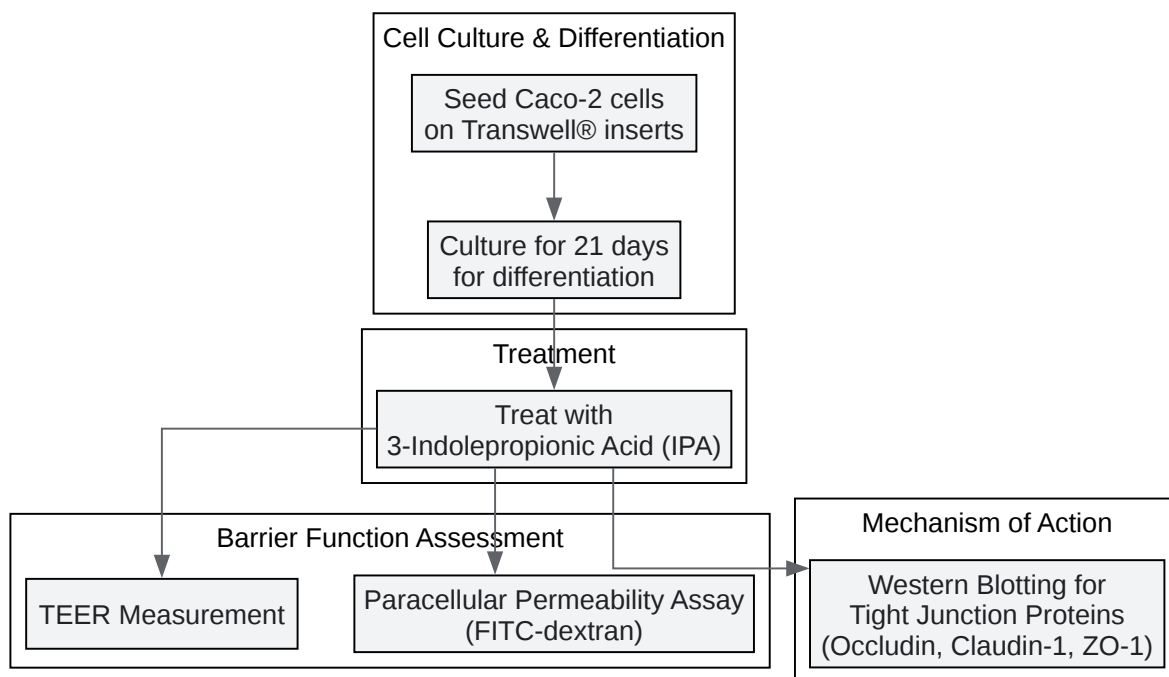 Cell Culture & Differentiation
Seed Caco-2 cells
on Transwell® inserts
Culture for 21 days
for differentiation
Treatment
Treat with
3-Indolepropionic Acid (IPA)
Barrier Function Assessment
TEER Measurement
Paracellular Permeability Assay
(FITC-dextran)
Mechanism of Action
Western Blotting for
Tight Junction Proteins
(Occludin, Claudin-1, ZO-1)